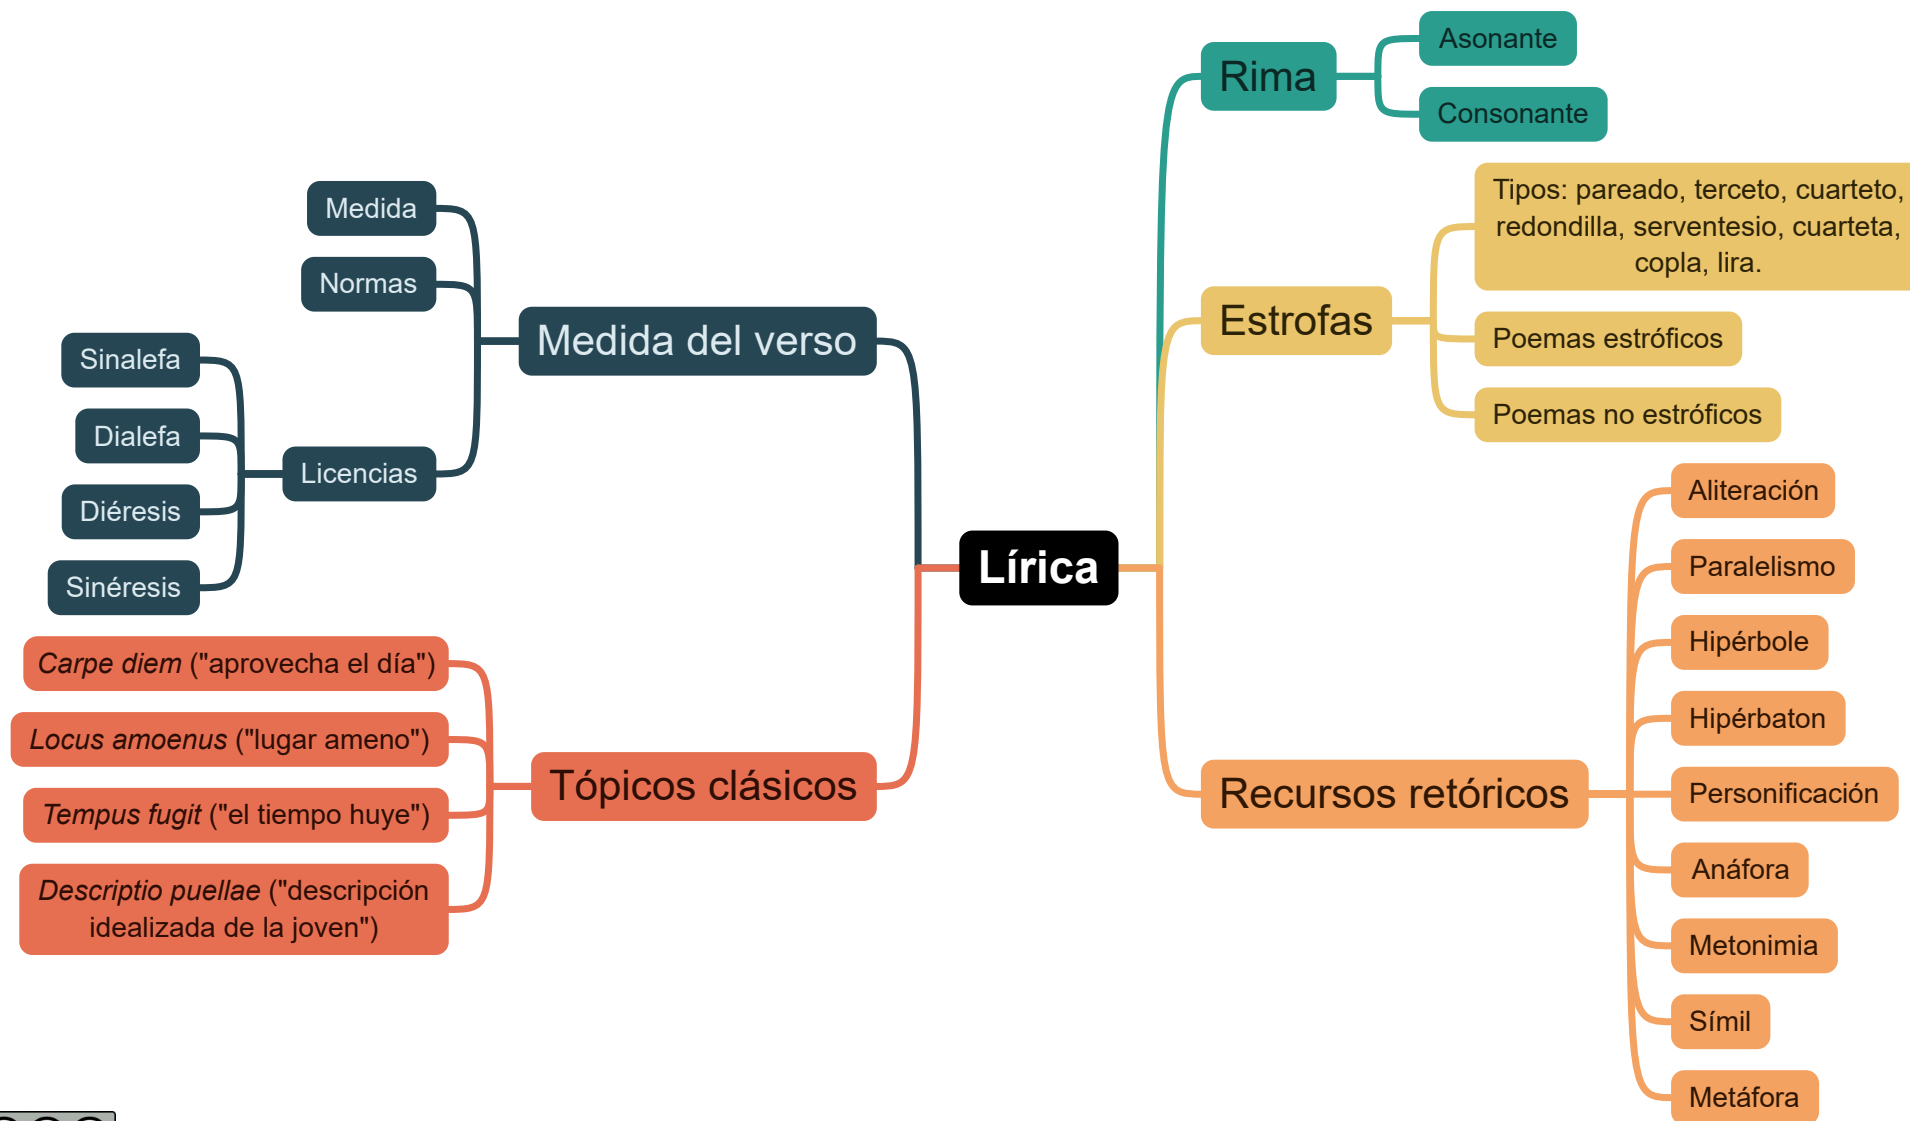 Lírica
Medida del verso
Medida
Normas
Licencias
Sinalefa
Dialefa
Diéresis
Sinéresis
Tópicos clásicos
Carpe diem ("aprovecha el día")
Locus amoenus ("lugar ameno")
Tempus fugit ("el tiempo huye")
Descriptio puellae ("descripción
idealizada de la joven")
Rima
Asonante
Consonante
Estrofas
Tipos: pareado, terceto, cuarteto,
redondilla, serventesio, cuarteta,
copla, lira.
Poemas estróficos
Poemas no estróficos
Recursos retóricos
Aliteración
Paralelismo
Hipérbole
Hipérbaton
Personificación
Anáfora
Metonimia
Símil
Metáfora